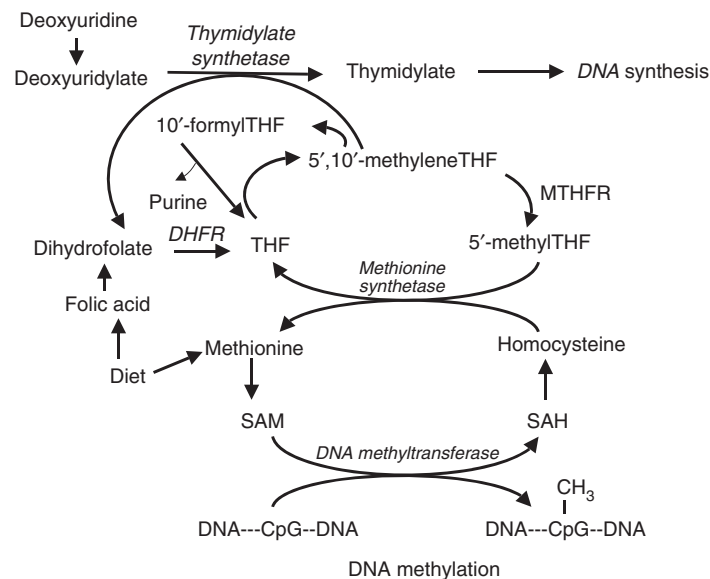 Deoxyuridine
Thymidylate
synthetase
Deoxyuridylate
Thymidylate
DNA synthesis
10′-formylTHF
5′,10′-methyleneTHF
Purine
MTHFR
Dihydrofolate
DHFR
THF
5′-methylTHF
Methionine
synthetase
Folic acid
Methionine
Homocysteine
Diet
SAM
SAH
DNA methyltransferase
CH3
DNA---CpG--DNA
DNA---CpG--DNA
DNA methylation